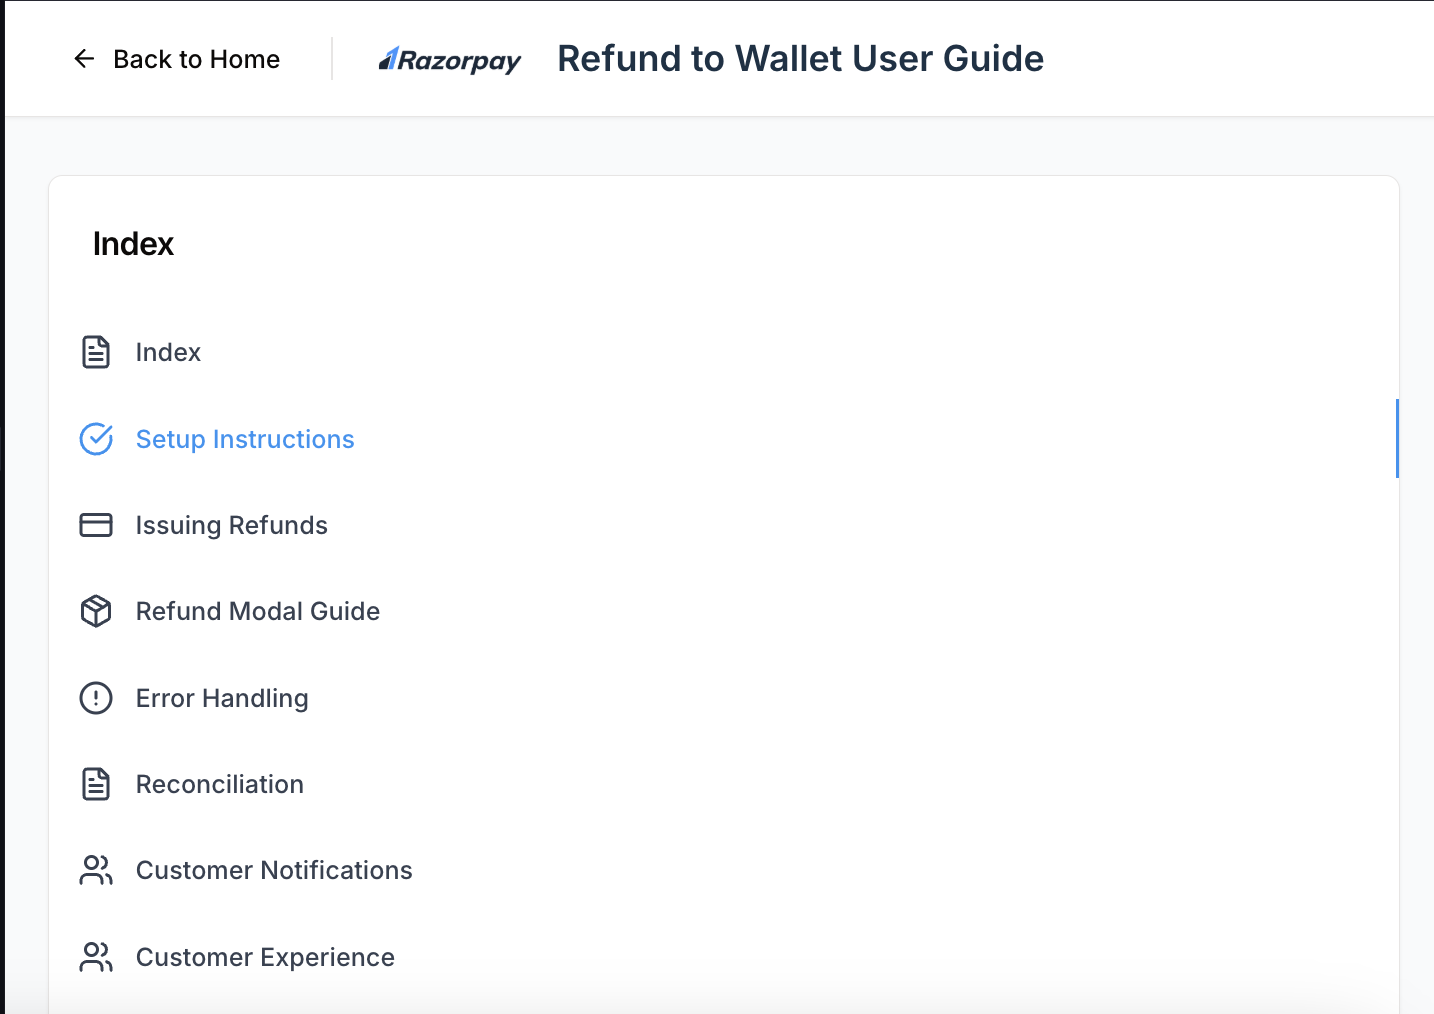 Back to Home
Razorpay
Refund to Wallet User Guide
Index
Index
Setup Instructions
Issuing Refunds
Refund Modal Guide
Error Handling
Reconciliation
Customer Notifications
Customer Experience